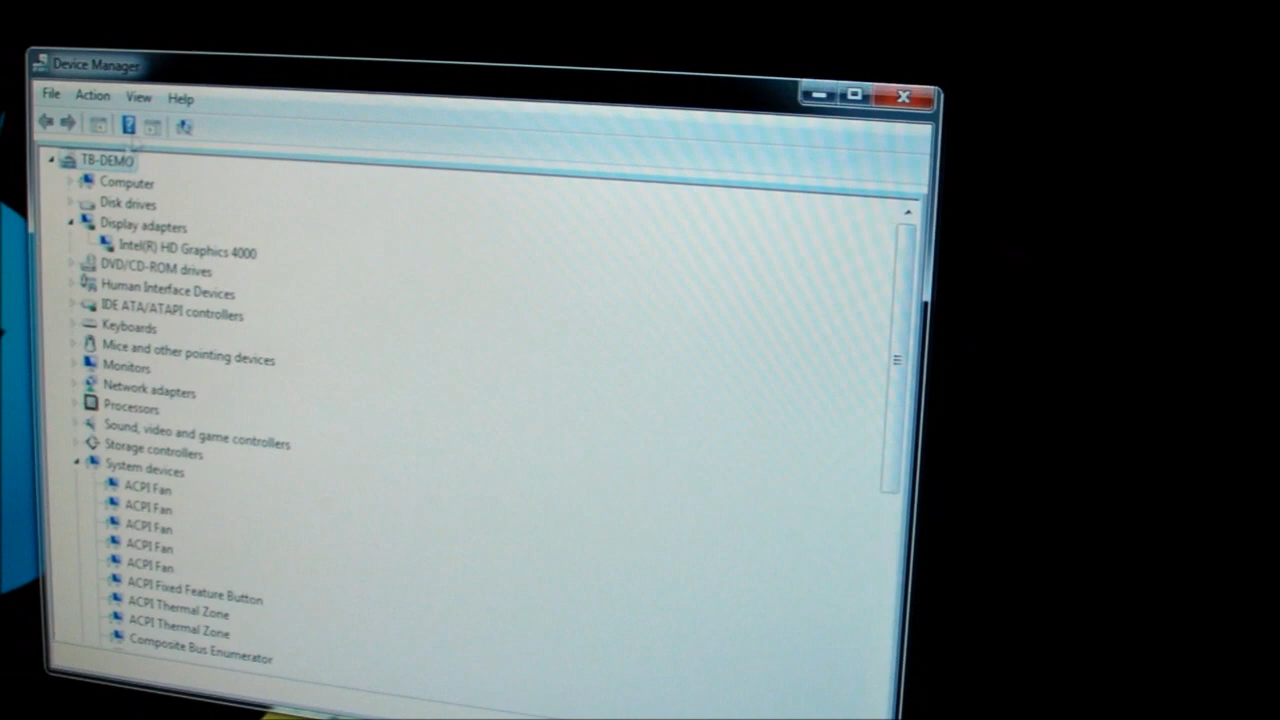 Device Manager
File Action View Help
TB-DEMO
Computer
Disk drives
Display adapters
Intel(R) HD Graphics 4000
DVD/CD-ROM drives
Human Interface Devices
IDE ATA/ATAPI controllers
Keyboards
Mice and other pointing devices
Monitors
Network adapters
Processors
Sound, video and game controllers
Storage controllers
System devices
ACPI Fan
ACPI Fan
ACPI Fan
ACPI Fan
ACPI Fan
ACPI Fixed Feature Button
ACPI Thermal Zone
ACPI Thermal Zone
Composite Bus Enumerator